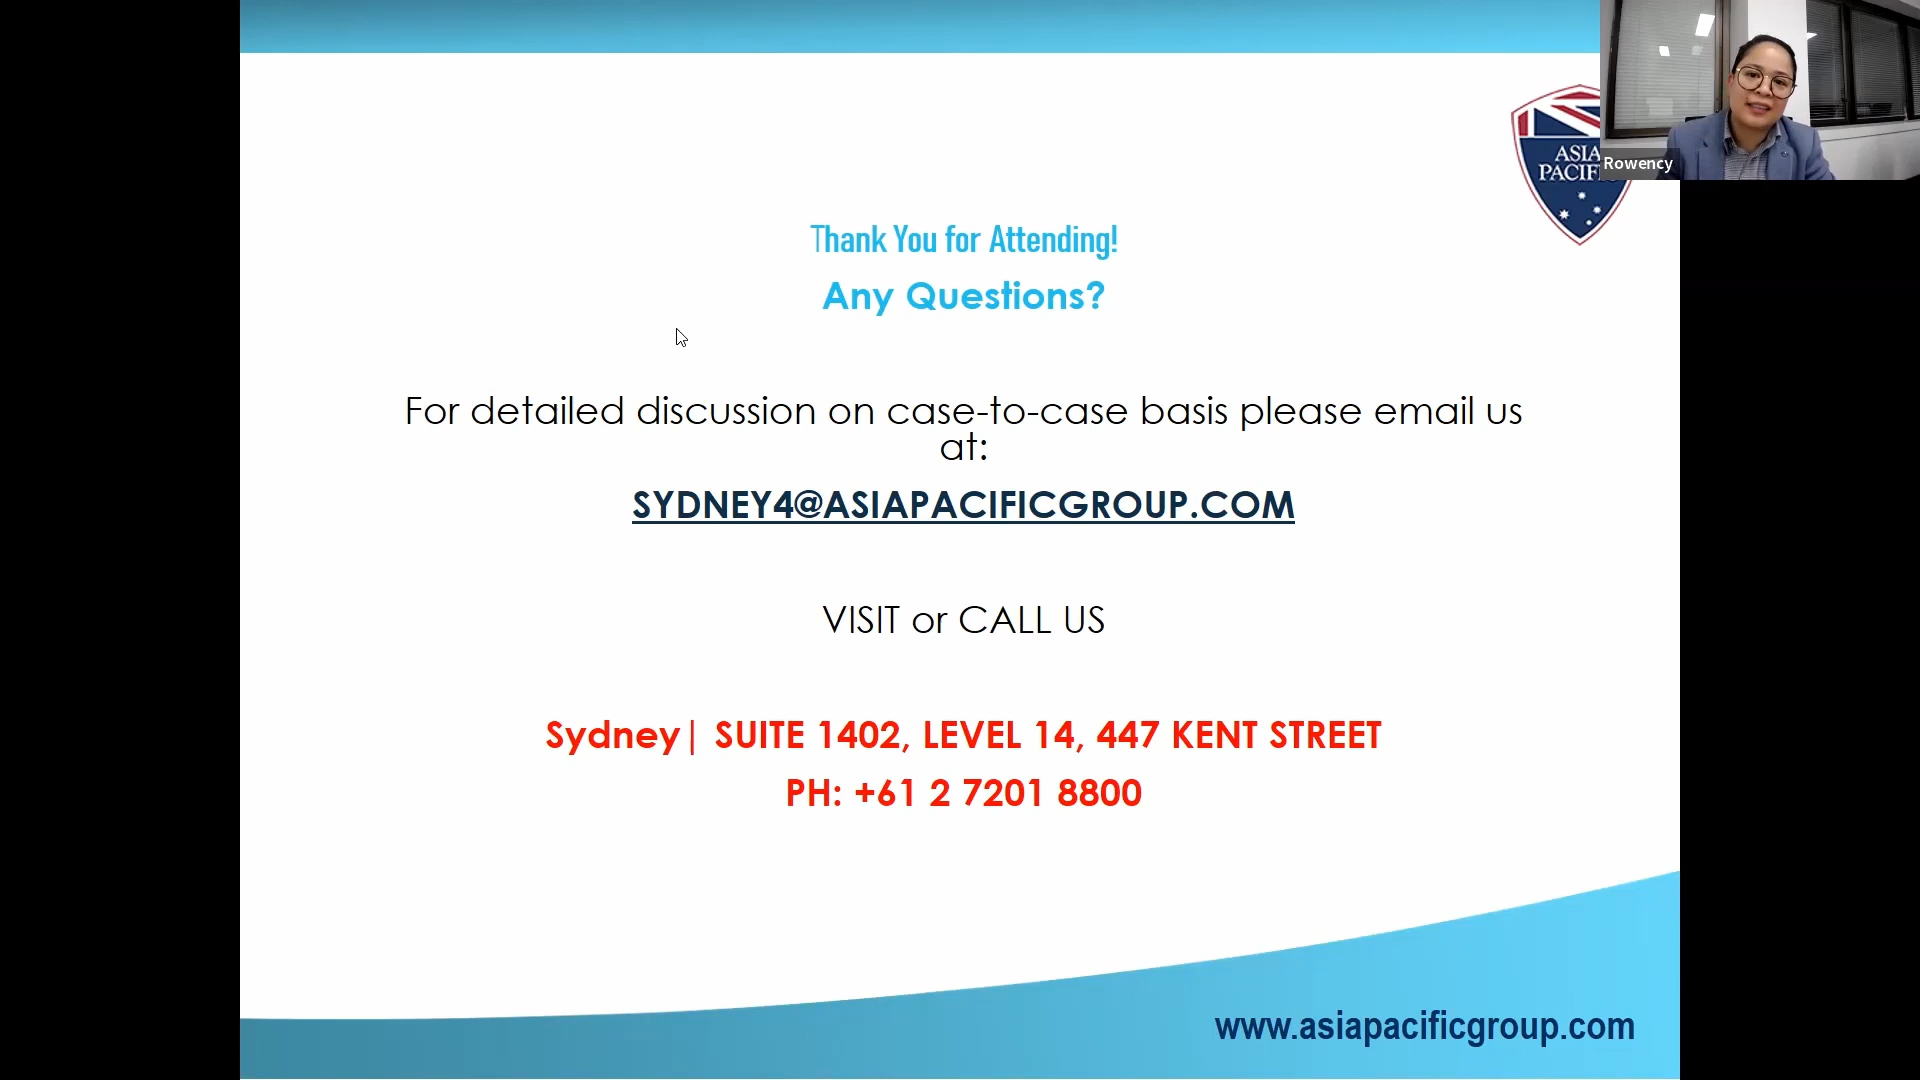 ASIA
PACIFIC
Rowency
Thank You for Attending!
Any Questions?
For detailed discussion on case-to-case basis please email us
at:
SYDNEY4@ASIAPACIFICGROUP.COM
VISIT or CALL US
Sydney| SUITE 1402, LEVEL 14, 447 KENT STREET
PH: +61 2 7201 8800
www.asiapacificgroup.com